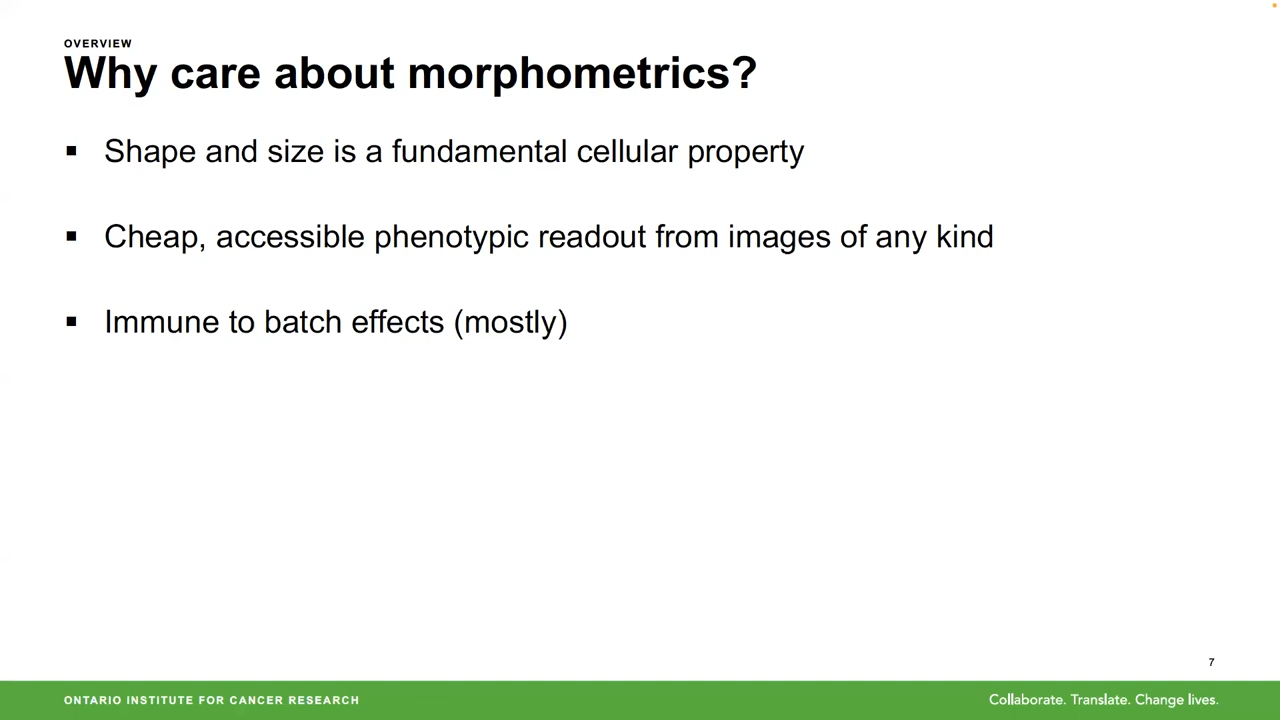 OVERVIEW
Why care about morphometrics?
▪ Shape and size is a fundamental cellular property
▪ Cheap, accessible phenotypic readout from images of any kind
▪ Immune to batch effects (mostly)
7
ONTARIO INSTITUTE FOR CANCER RESEARCH
Collaborate. Translate. Change lives.